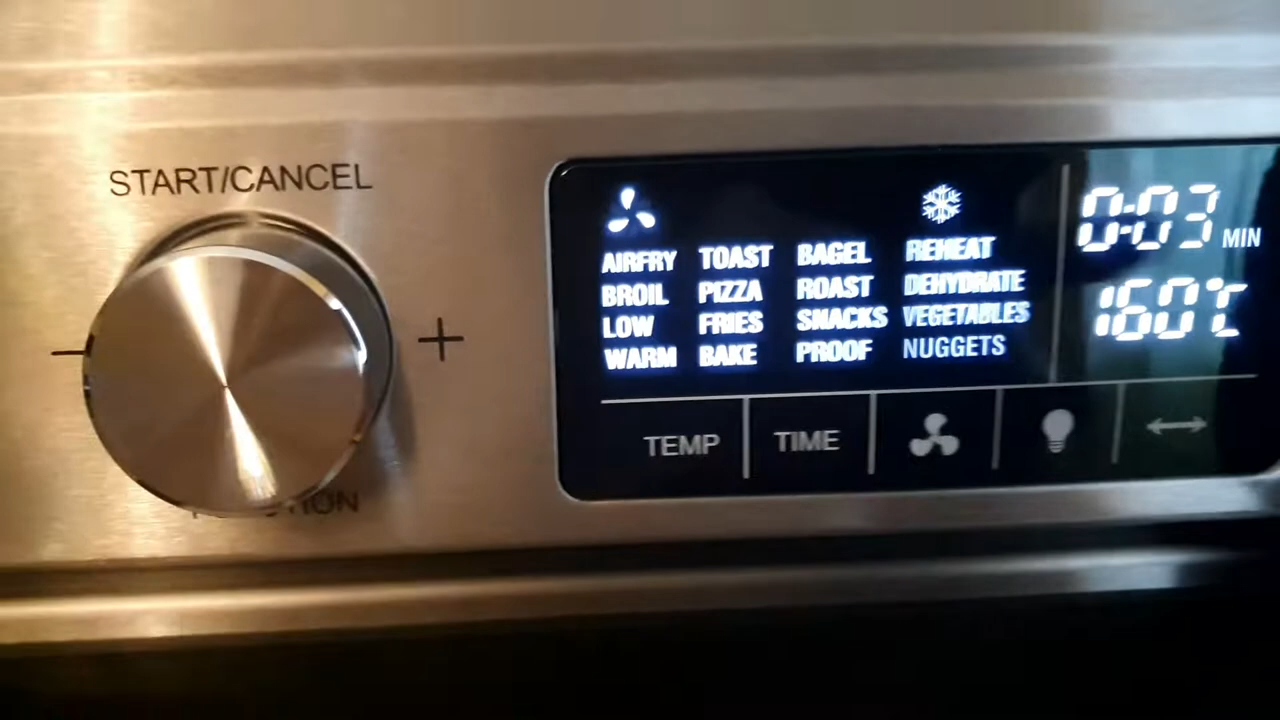 START/CANCEL
− +
AIRFRY TOAST BAGEL REHEAT
BROIL PIZZA ROAST DEHYDRATE
LOW FRIES SNACKS VEGETABLES
WARM BAKE PROOF NUGGETS
0:03 MIN
160℃
TEMP TIME